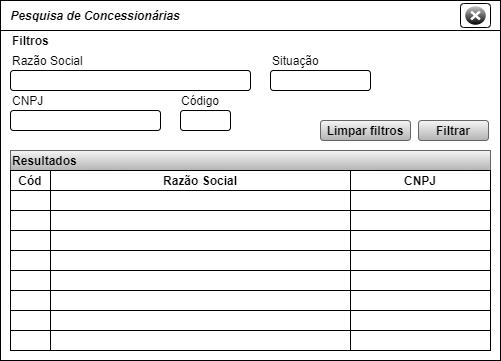 Pesquisa de Concessionárias
Filtros
Razão Social Situação
CNPJ Código
Limpar filtros Filtrar
Resultados
Cód Razão Social CNPJ